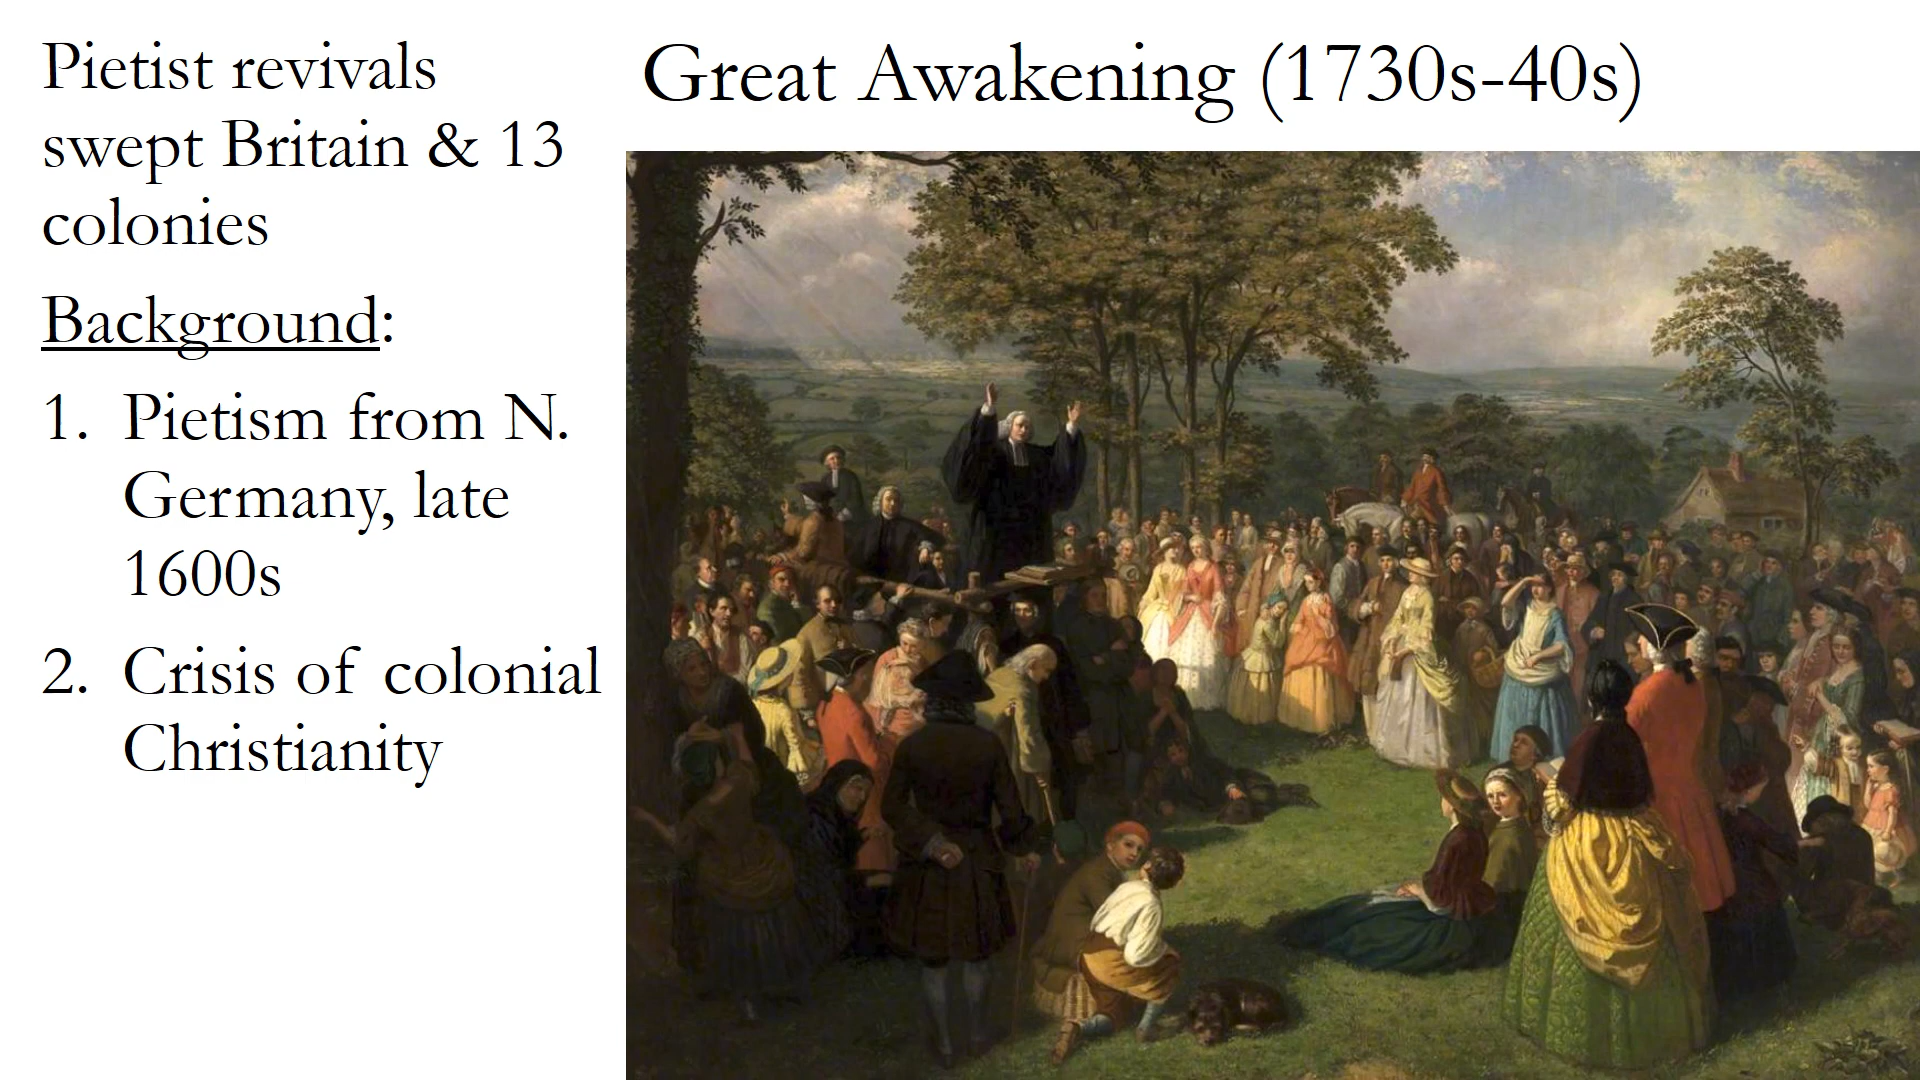 Great Awakening (1730s-40s)
Pietist revivals
swept Britain & 13
colonies
Background:
1. Pietism from N.
Germany, late
1600s
2. Crisis of colonial
Christianity